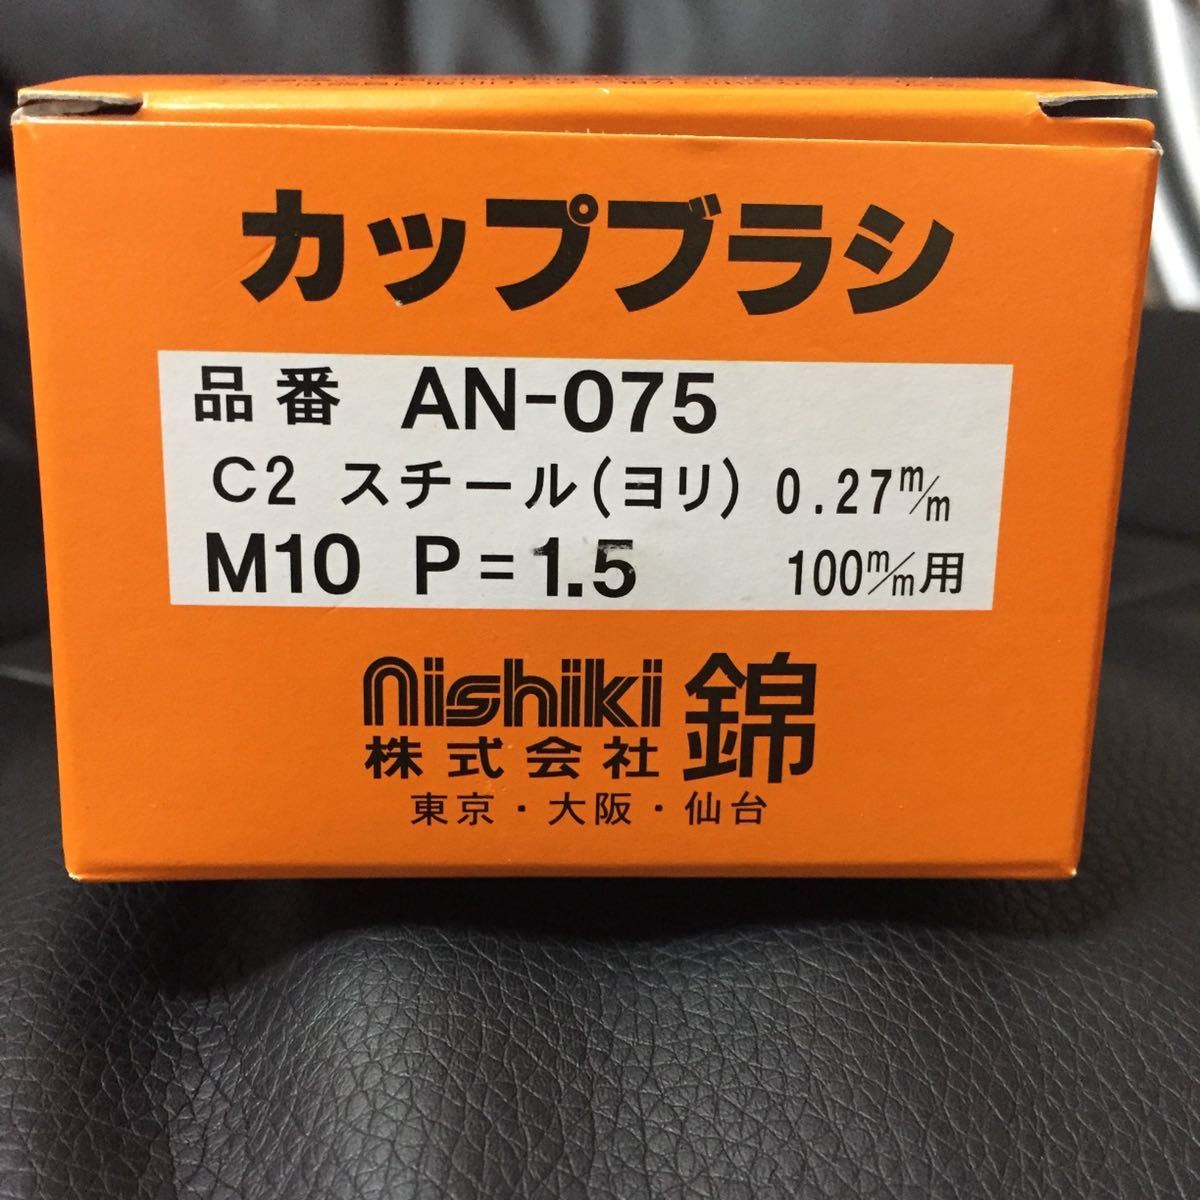 カップブラシ
品番 AN-075
C2 スチール(ヨリ) 0.27m/m
M10 P=1.5 100m/m用
nishiki 錦
株式会社
東京・大阪・仙台